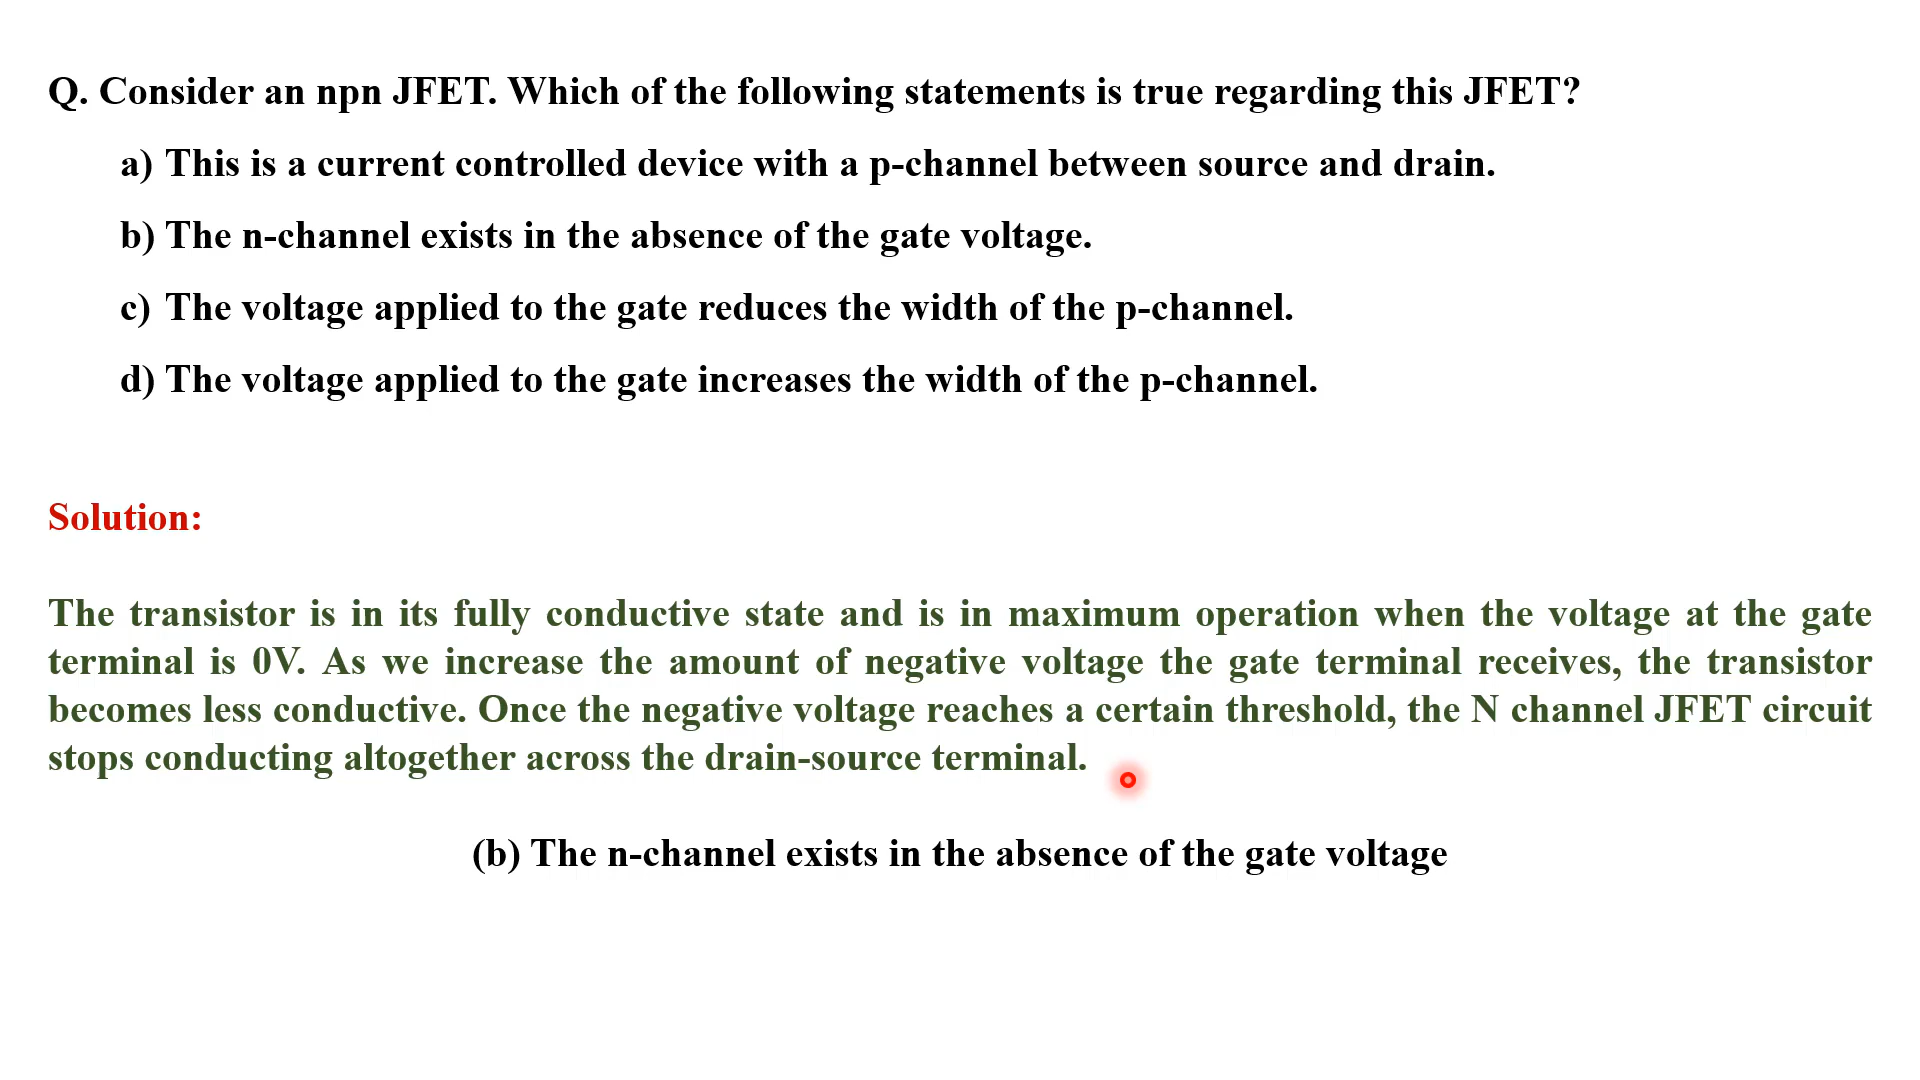 Q. Consider an npn JFET. Which of the following statements is true regarding this JFET?
a) This is a current controlled device with a p-channel between source and drain.
b) The n-channel exists in the absence of the gate voltage.
c) The voltage applied to the gate reduces the width of the p-channel.
d) The voltage applied to the gate increases the width of the p-channel.
Solution:
The transistor is in its fully conductive state and is in maximum operation when the voltage at the gate
terminal is 0V. As we increase the amount of negative voltage the gate terminal receives, the transistor
becomes less conductive. Once the negative voltage reaches a certain threshold, the N channel JFET circuit
stops conducting altogether across the drain-source terminal.
(b) The n-channel exists in the absence of the gate voltage